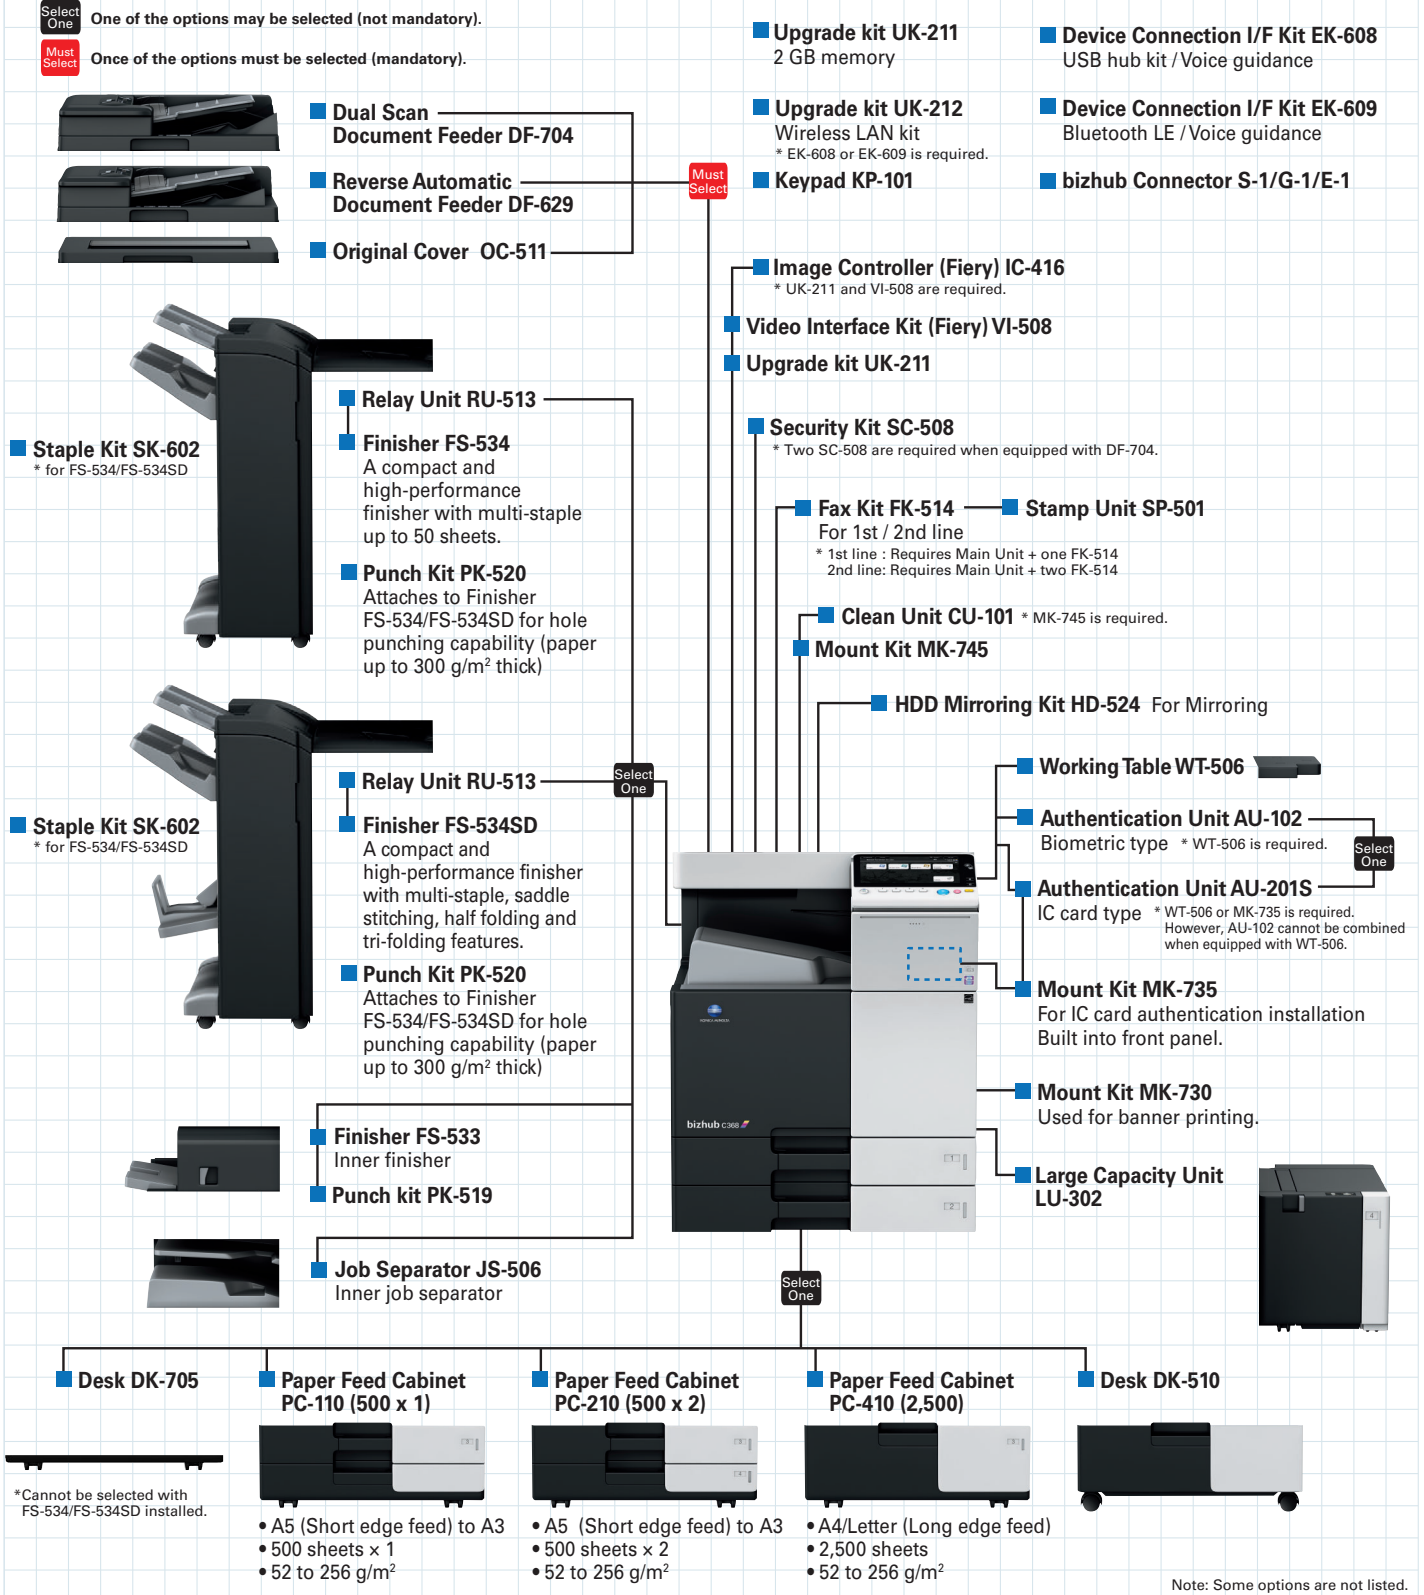 Select
One
One of the options may be selected (not mandatory).
Must
Select
Once of the options must be selected (mandatory).
Upgrade kit UK-211
2 GB memory
Device Connection I/F Kit EK-608
USB hub kit / Voice guidance
Upgrade kit UK-212
Wireless LAN kit
* EK-608 or EK-609 is required.
Device Connection I/F Kit EK-609
Bluetooth LE / Voice guidance
Keypad KP-101
bizhub Connector S-1/G-1/E-1
Dual Scan
Document Feeder DF-704
Reverse Automatic
Document Feeder DF-629
Original Cover OC-511
Must
Select
Image Controller (Fiery) IC-416
* UK-211 and VI-508 are required.
Video Interface Kit (Fiery) VI-508
Upgrade kit UK-211
Relay Unit RU-513
Staple Kit SK-602
* for FS-534/FS-534SD
Finisher FS-534
A compact and
high-performance
finisher with multi-staple
up to 50 sheets.
Punch Kit PK-520
Attaches to Finisher
FS-534/FS-534SD for hole
punching capability (paper
up to 300 g/m² thick)
Security Kit SC-508
* Two SC-508 are required when equipped with DF-704.
Fax Kit FK-514
For 1st / 2nd line
* 1st line : Requires Main Unit + one FK-514
2nd line: Requires Main Unit + two FK-514
Stamp Unit SP-501
Clean Unit CU-101 * MK-745 is required.
Mount Kit MK-745
HDD Mirroring Kit HD-524 For Mirroring
Select
One
Relay Unit RU-513
Staple Kit SK-602
* for FS-534/FS-534SD
Finisher FS-534SD
A compact and
high-performance finisher
with multi-staple, saddle
stitching, half folding and
tri-folding features.
Punch Kit PK-520
Attaches to Finisher
FS-534/FS-534SD for hole
punching capability (paper
up to 300 g/m² thick)
Working Table WT-506
Authentication Unit AU-102
Biometric type * WT-506 is required.
Select
One
Authentication Unit AU-201S
IC card type * WT-506 or MK-735 is required.
However, AU-102 cannot be combined
when equipped with WT-506.
Mount Kit MK-735
For IC card authentication installation
Built into front panel.
KONICA MINOLTA
bizhub C368
1
2
Mount Kit MK-730
Used for banner printing.
Large Capacity Unit
LU-302
4
Finisher FS-533
Inner finisher
Punch kit PK-519
Job Separator JS-506
Inner job separator
Select
One
Desk DK-705
*Cannot be selected with
FS-534/FS-534SD installed.
Paper Feed Cabinet
PC-110 (500 x 1)
3
• A5 (Short edge feed) to A3
• 500 sheets × 1
• 52 to 256 g/m²
Paper Feed Cabinet
PC-210 (500 x 2)
3
4
• A5 (Short edge feed) to A3
• 500 sheets × 2
• 52 to 256 g/m²
Paper Feed Cabinet
PC-410 (2,500)
3
• A4/Letter (Long edge feed)
• 2,500 sheets
• 52 to 256 g/m²
Desk DK-510
Note: Some options are not listed.